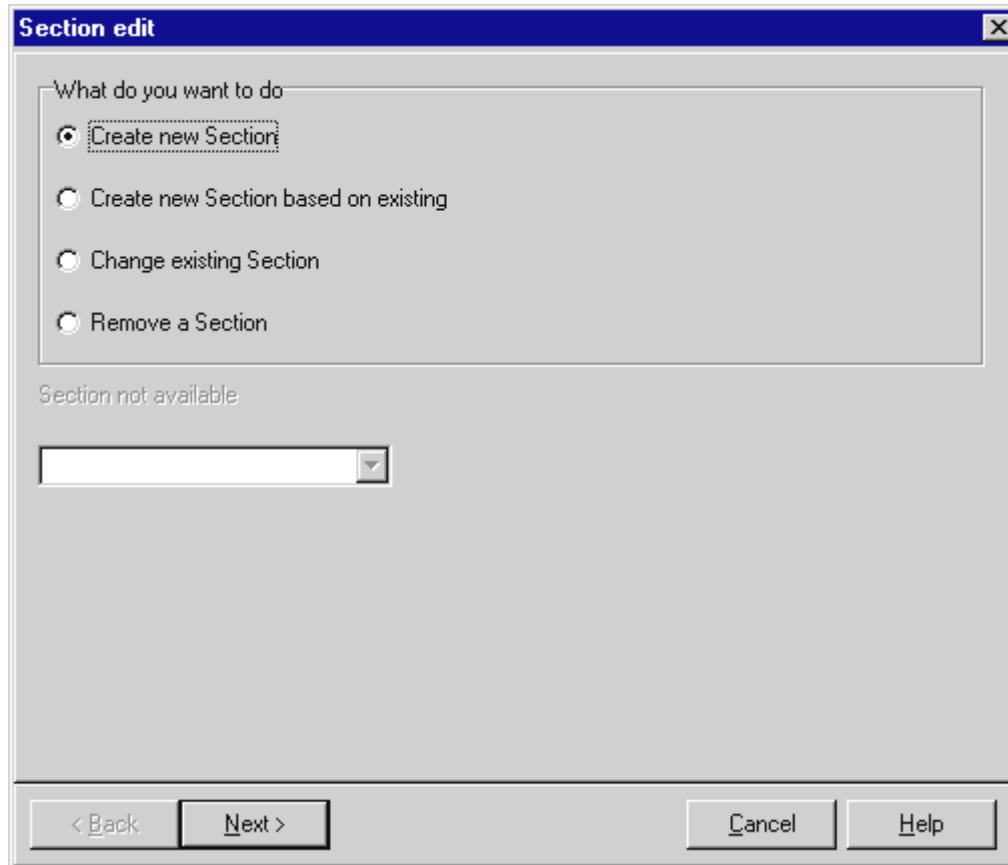 Section edit
What do you want to do
Create new Section
Create new Section based on existing
Change existing Section
Remove a Section
Section not available
< Back Next > Cancel Help